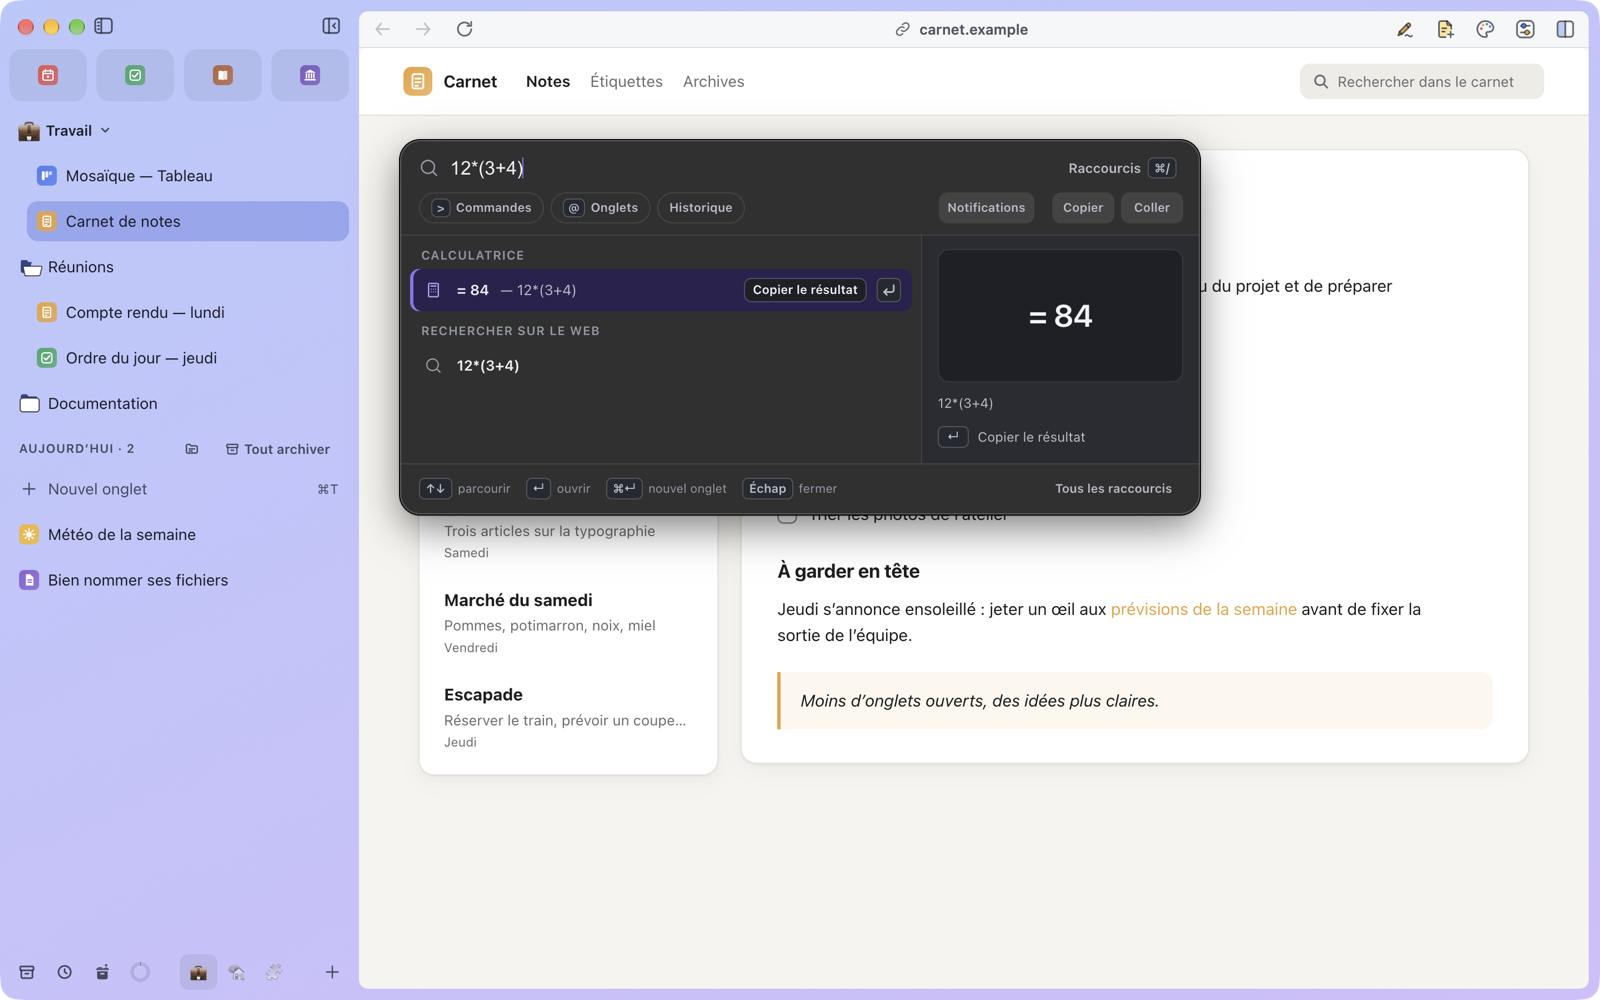 Travail
Mosaïque — Tableau
Carnet de notes
Réunions
Compte rendu — lundi
Ordre du jour — jeudi
Documentation
AUJOURD’HUI · 2
Tout archiver
Nouvel onglet
⌘T
Météo de la semaine
Bien nommer ses fichiers
carnet.example
Carnet
Notes
Étiquettes
Archives
Rechercher dans le carnet
12*(3+4)
Raccourcis ⌘/
> Commandes
@ Onglets
Historique
Notifications
Copier
Coller
CALCULATRICE
= 84 — 12*(3+4)
Copier le résultat
RECHERCHER SUR LE WEB
12*(3+4)
= 84
12*(3+4)
Copier le résultat
↑↓ parcourir
↵ ouvrir
⌘↵ nouvel onglet
Échap fermer
Tous les raccourcis
du projet et de préparer
Trois articles sur la typographie
Samedi
Marché du samedi
Pommes, potimarron, noix, miel
Vendredi
Escapade
Réserver le train, prévoir un coupe…
Jeudi
Trier les photos de l’atelier
À garder en tête
Jeudi s’annonce ensoleillé : jeter un œil aux prévisions de la semaine avant de fixer la
sortie de l’équipe.
Moins d’onglets ouverts, des idées plus claires.